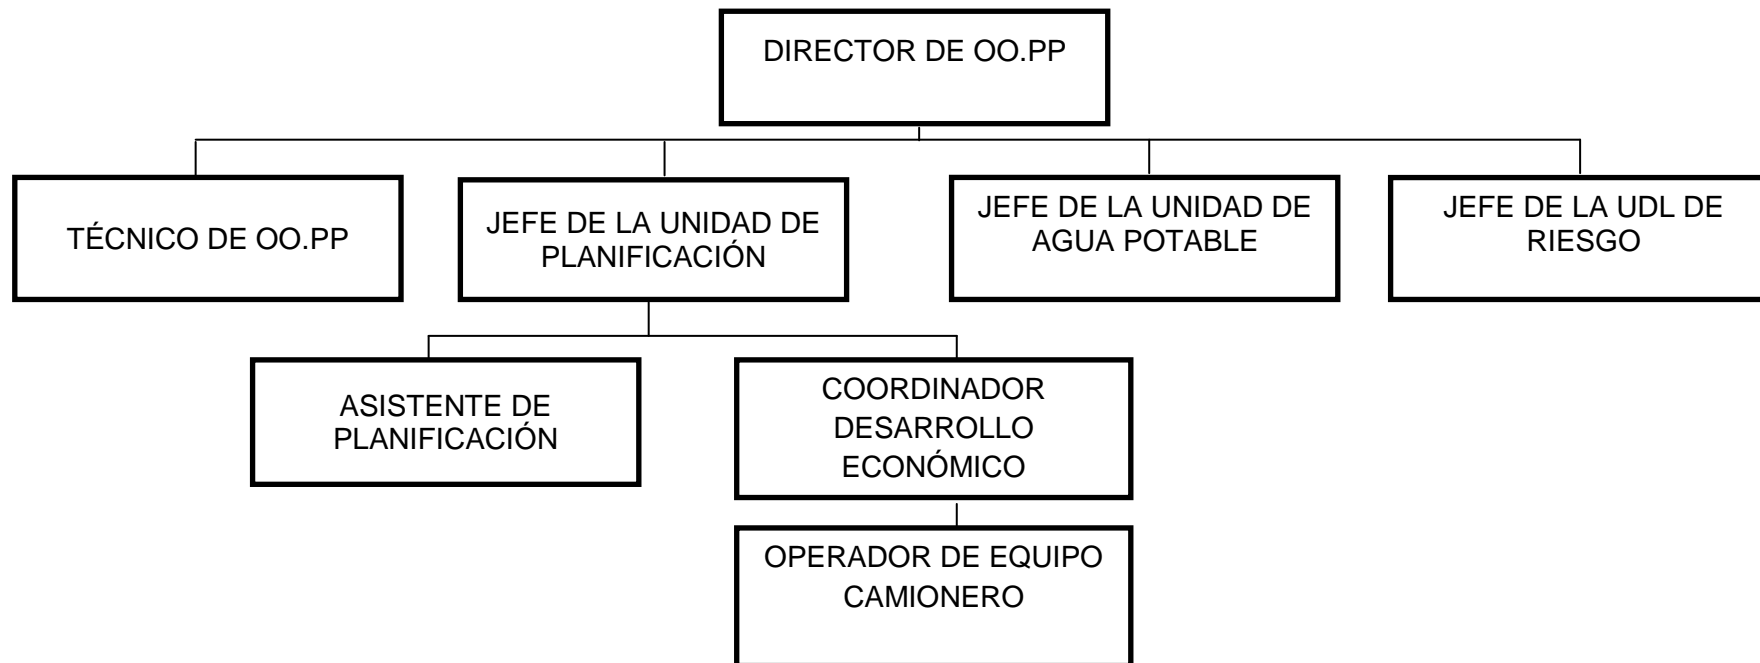 DIRECTOR DE OO.PP
TÉCNICO DE OO.PP
JEFE DE LA UNIDAD DE
PLANIFICACIÓN
JEFE DE LA UNIDAD DE
AGUA POTABLE
JEFE DE LA UDL DE
RIESGO
ASISTENTE DE
PLANIFICACIÓN
COORDINADOR
DESARROLLO
ECONÓMICO
OPERADOR DE EQUIPO
CAMIONERO